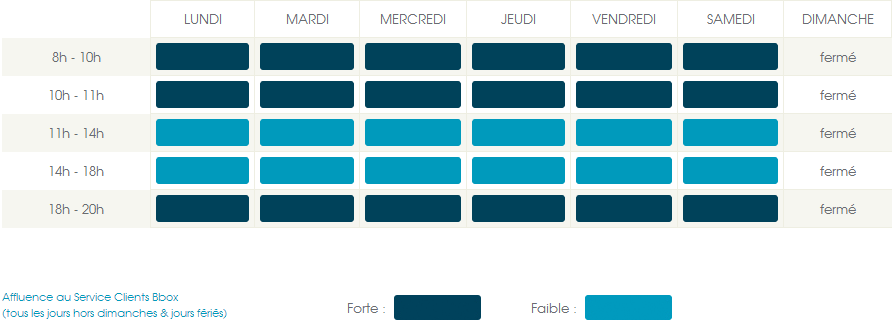 LUNDI MARDI MERCREDI JEUDI VENDREDI SAMEDI DIMANCHE
8h - 10h fermé
10h - 11h fermé
11h - 14h fermé
14h - 18h fermé
18h - 20h fermé
Affluence au Service Clients Bbox
(tous les jours hors dimanches & jours fériés)
Forte : Faible :